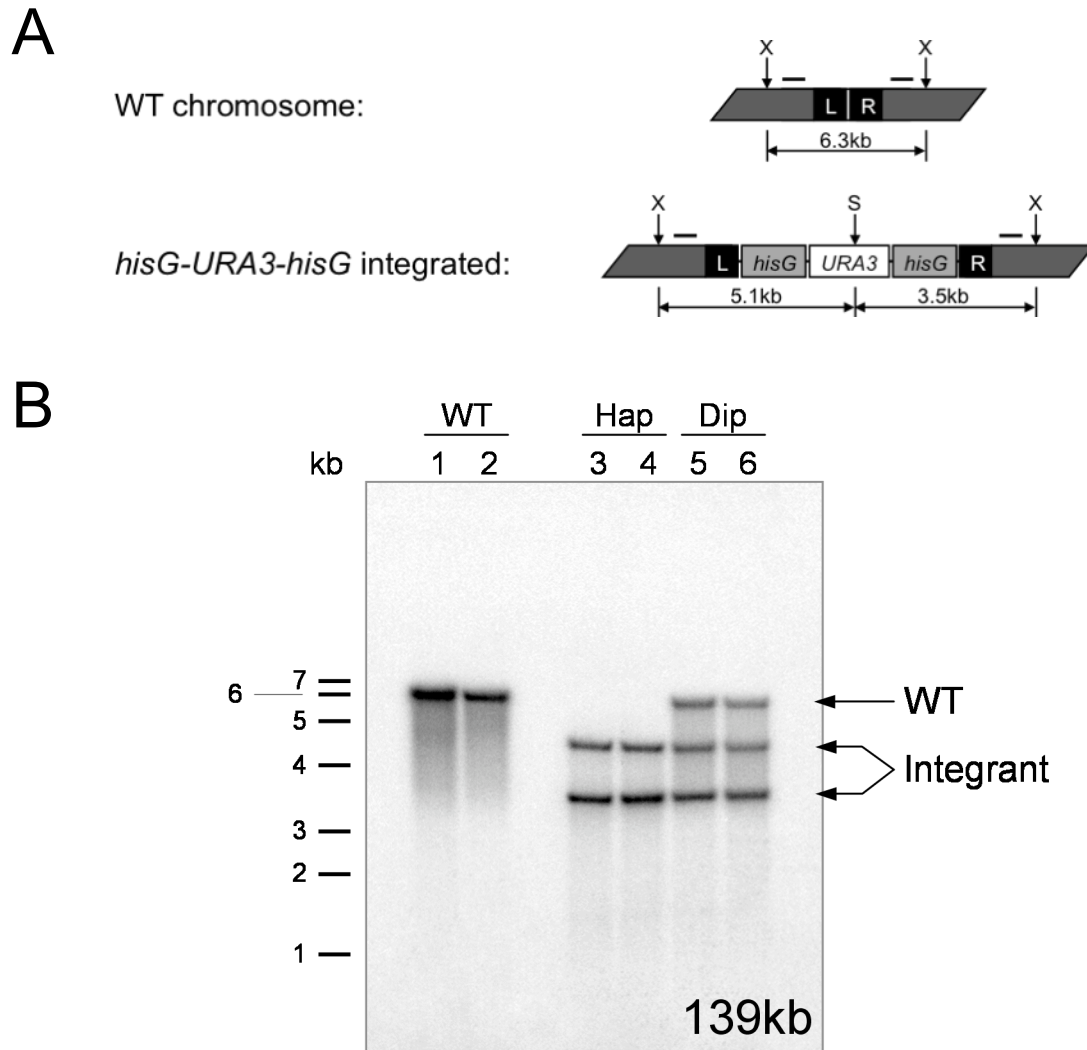 A
X X
WT chromosome:
L R
6.3kb
X S X
hisG-URA3-hisG integrated:
L hisG URA3 hisG R
5.1kb 3.5kb
B
WT Hap Dip
kb 1 2 3 4 5 6
7
6
5
4
3
2
1
WT
Integrant
139kb